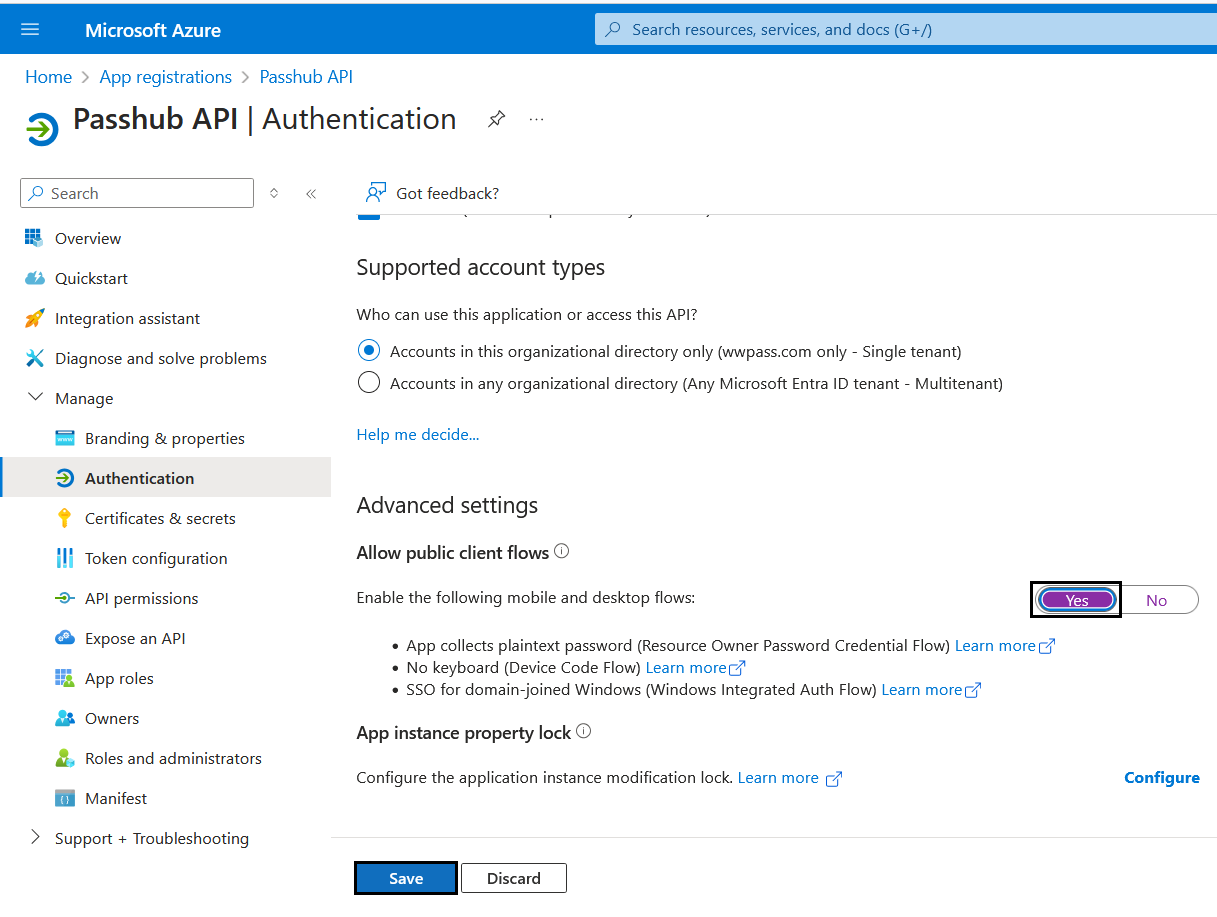 Microsoft Azure
Search resources, services, and docs (G+/)
Home > App registrations > Passhub API
Passhub API | Authentication
Search
Got feedback?
Overview
Quickstart
Integration assistant
Diagnose and solve problems
Manage
Branding & properties
Authentication
Certificates & secrets
Token configuration
API permissions
Expose an API
App roles
Owners
Roles and administrators
Manifest
Support + Troubleshooting
Supported account types
Who can use this application or access this API?
Accounts in this organizational directory only (wwpass.com only - Single tenant)
Accounts in any organizational directory (Any Microsoft Entra ID tenant - Multitenant)
Help me decide...
Advanced settings
Allow public client flows
Enable the following mobile and desktop flows:
Yes No
• App collects plaintext password (Resource Owner Password Credential Flow) Learn more
• No keyboard (Device Code Flow) Learn more
• SSO for domain-joined Windows (Windows Integrated Auth Flow) Learn more
App instance property lock
Configure the application instance modification lock. Learn more
Configure
Save Discard